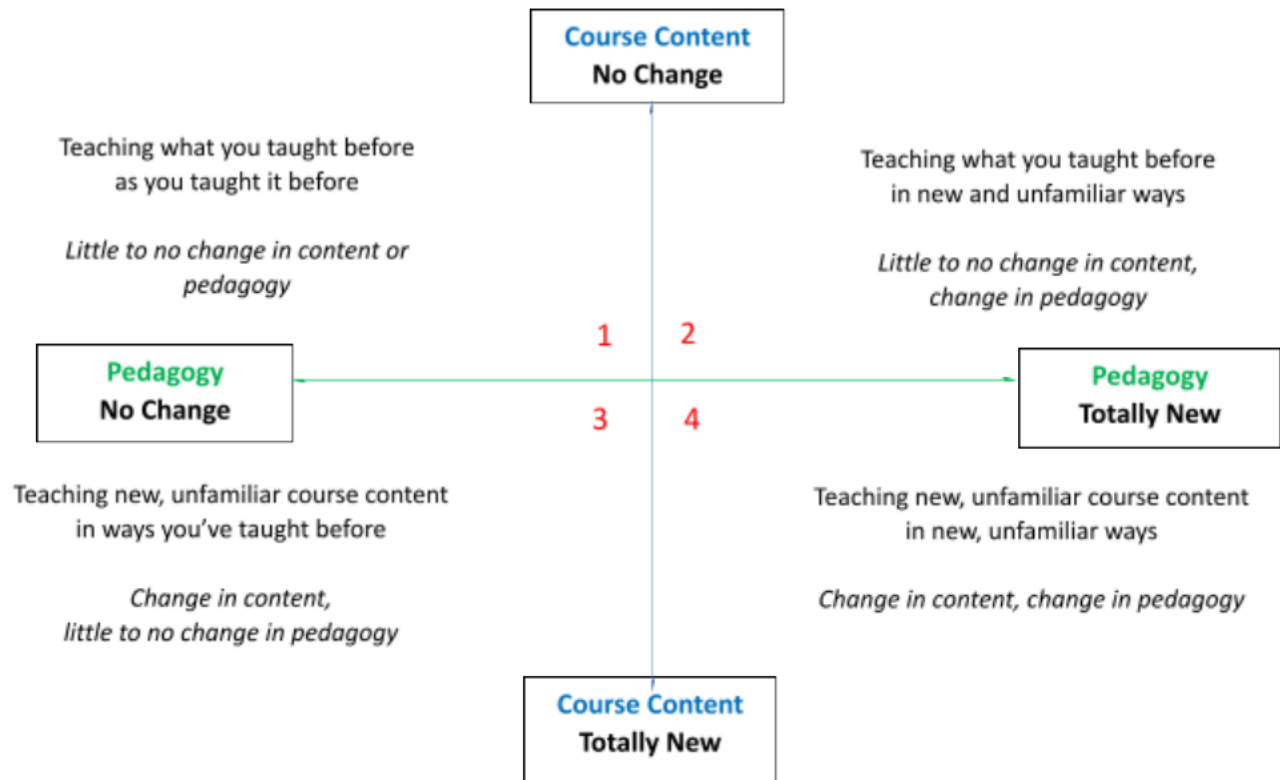 Course Content
No Change
Teaching what you taught before
as you taught it before
Little to no change in content or
pedagogy
Teaching what you taught before
in new and unfamiliar ways
Little to no change in content,
change in pedagogy
1
2
Pedagogy
No Change
Pedagogy
Totally New
3
4
Teaching new, unfamiliar course content
in ways you’ve taught before
Change in content,
little to no change in pedagogy
Teaching new, unfamiliar course content
in new, unfamiliar ways
Change in content, change in pedagogy
Course Content
Totally New